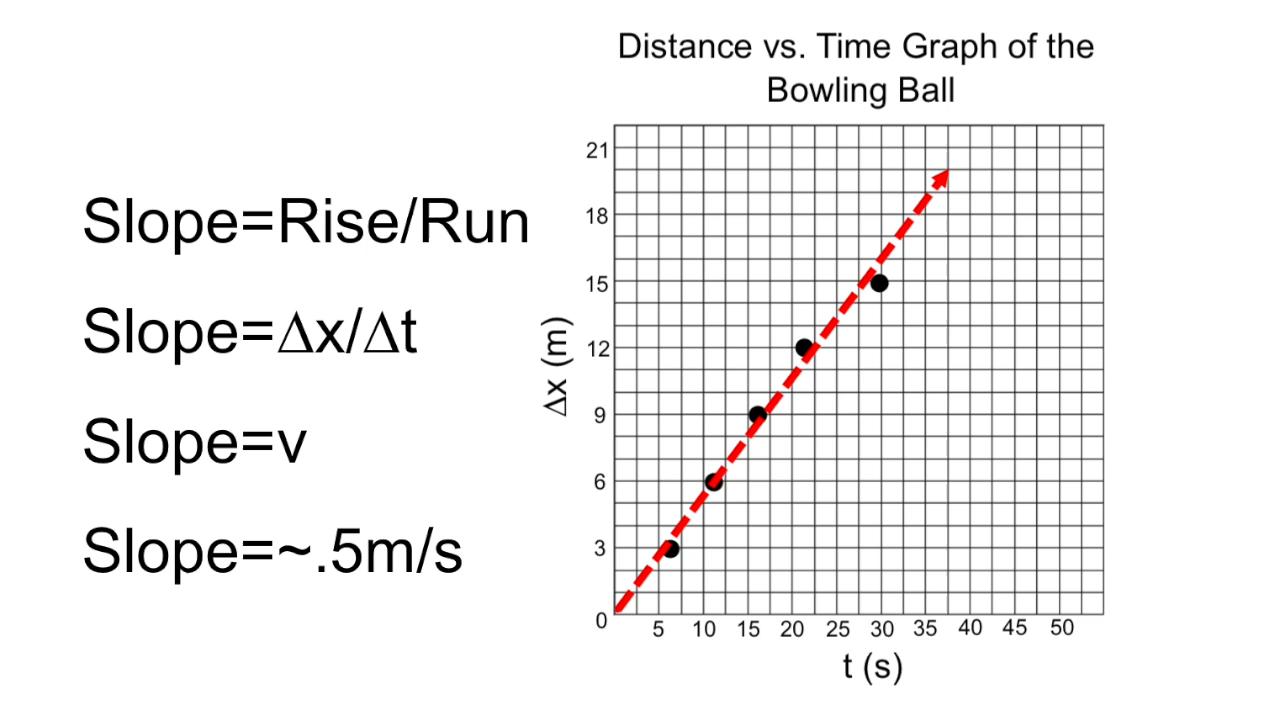 Distance vs. Time Graph of the
Bowling Ball
Slope=Rise/Run
Slope=Δx/Δt
Slope=v
Slope=~.5m/s
Δx (m)
21
18
15
12
9
6
3
0
5 10 15 20 25 30 35 40 45 50
t (s)